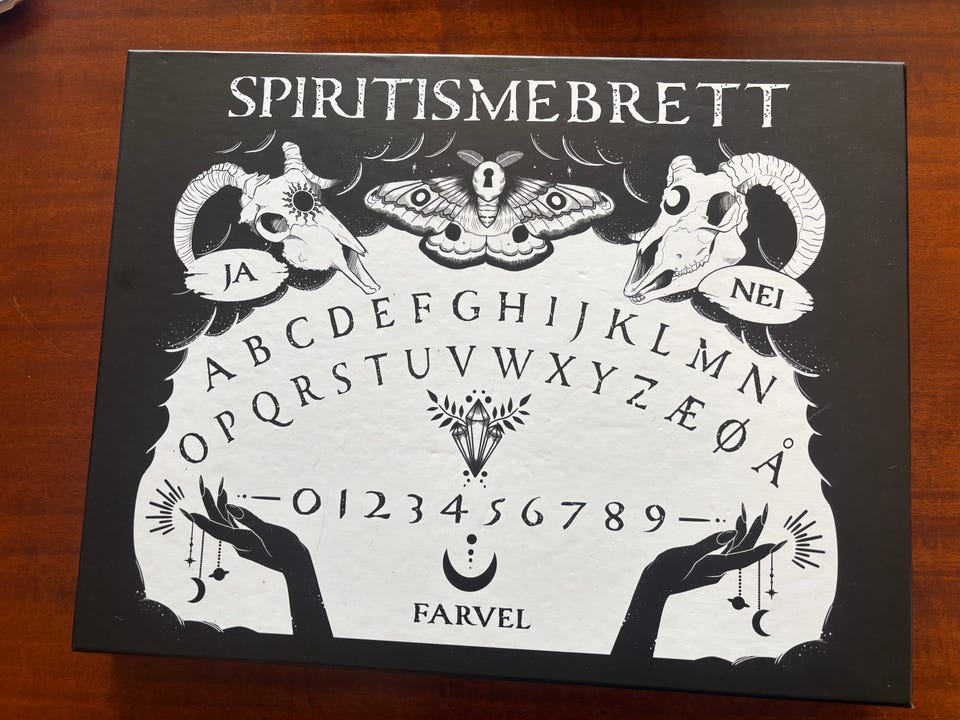 SPIRITISMEBRETT
JA
NEI
A B C D E F G H I J K L M N
O P Q R S T U V W X Y Z Æ Ø Å
0 1 2 3 4 5 6 7 8 9
FARVEL